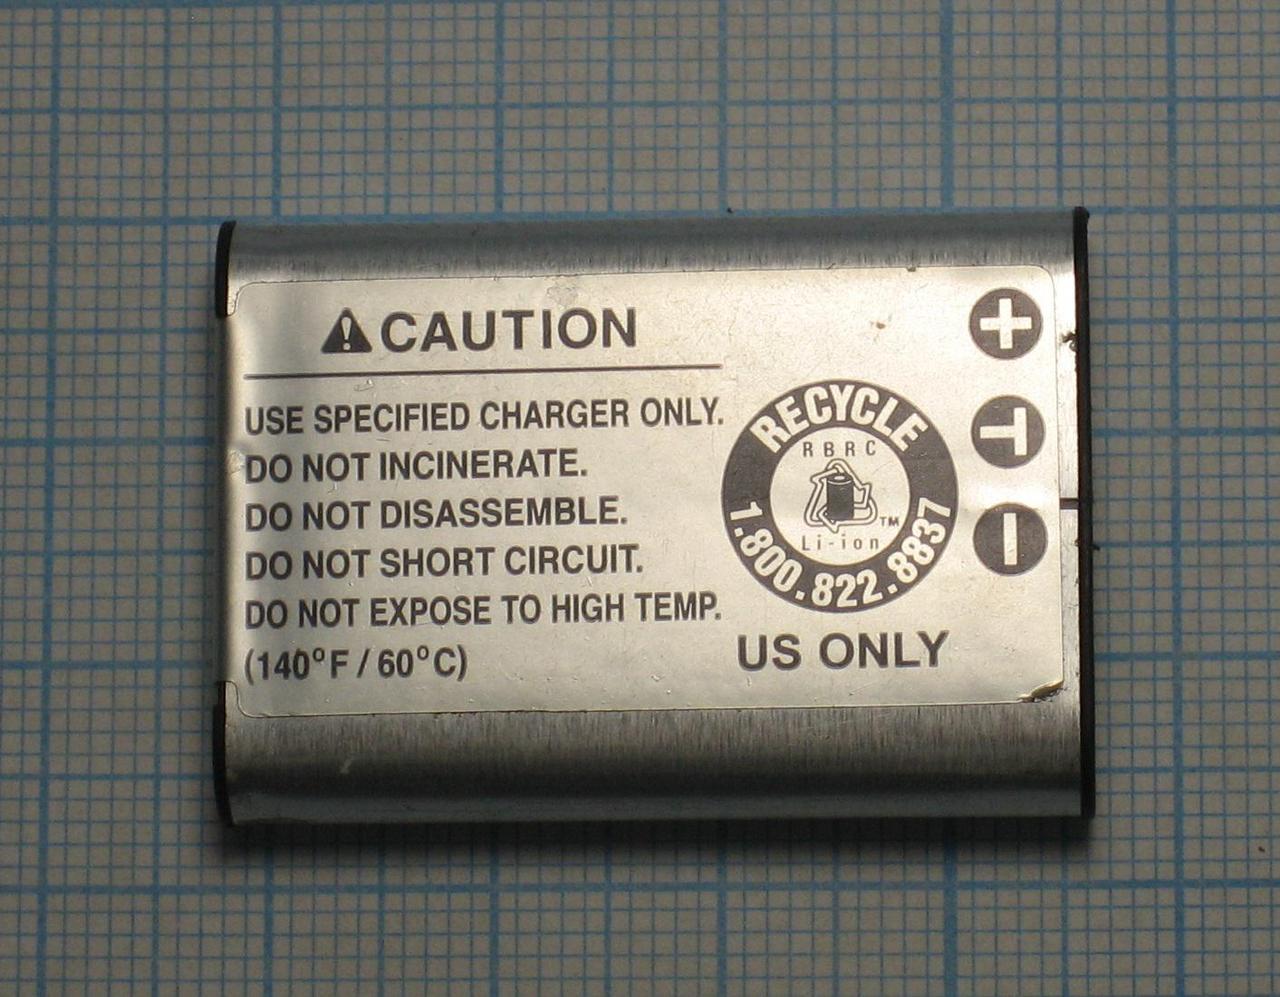 CAUTION
USE SPECIFIED CHARGER ONLY.
DO NOT INCINERATE.
DO NOT DISASSEMBLE.
DO NOT SHORT CIRCUIT.
DO NOT EXPOSE TO HIGH TEMP.
(140°F / 60°C)
RECYCLE
RBRC
TM
Li-ion
1.800.822.8837
US ONLY
+
T
-